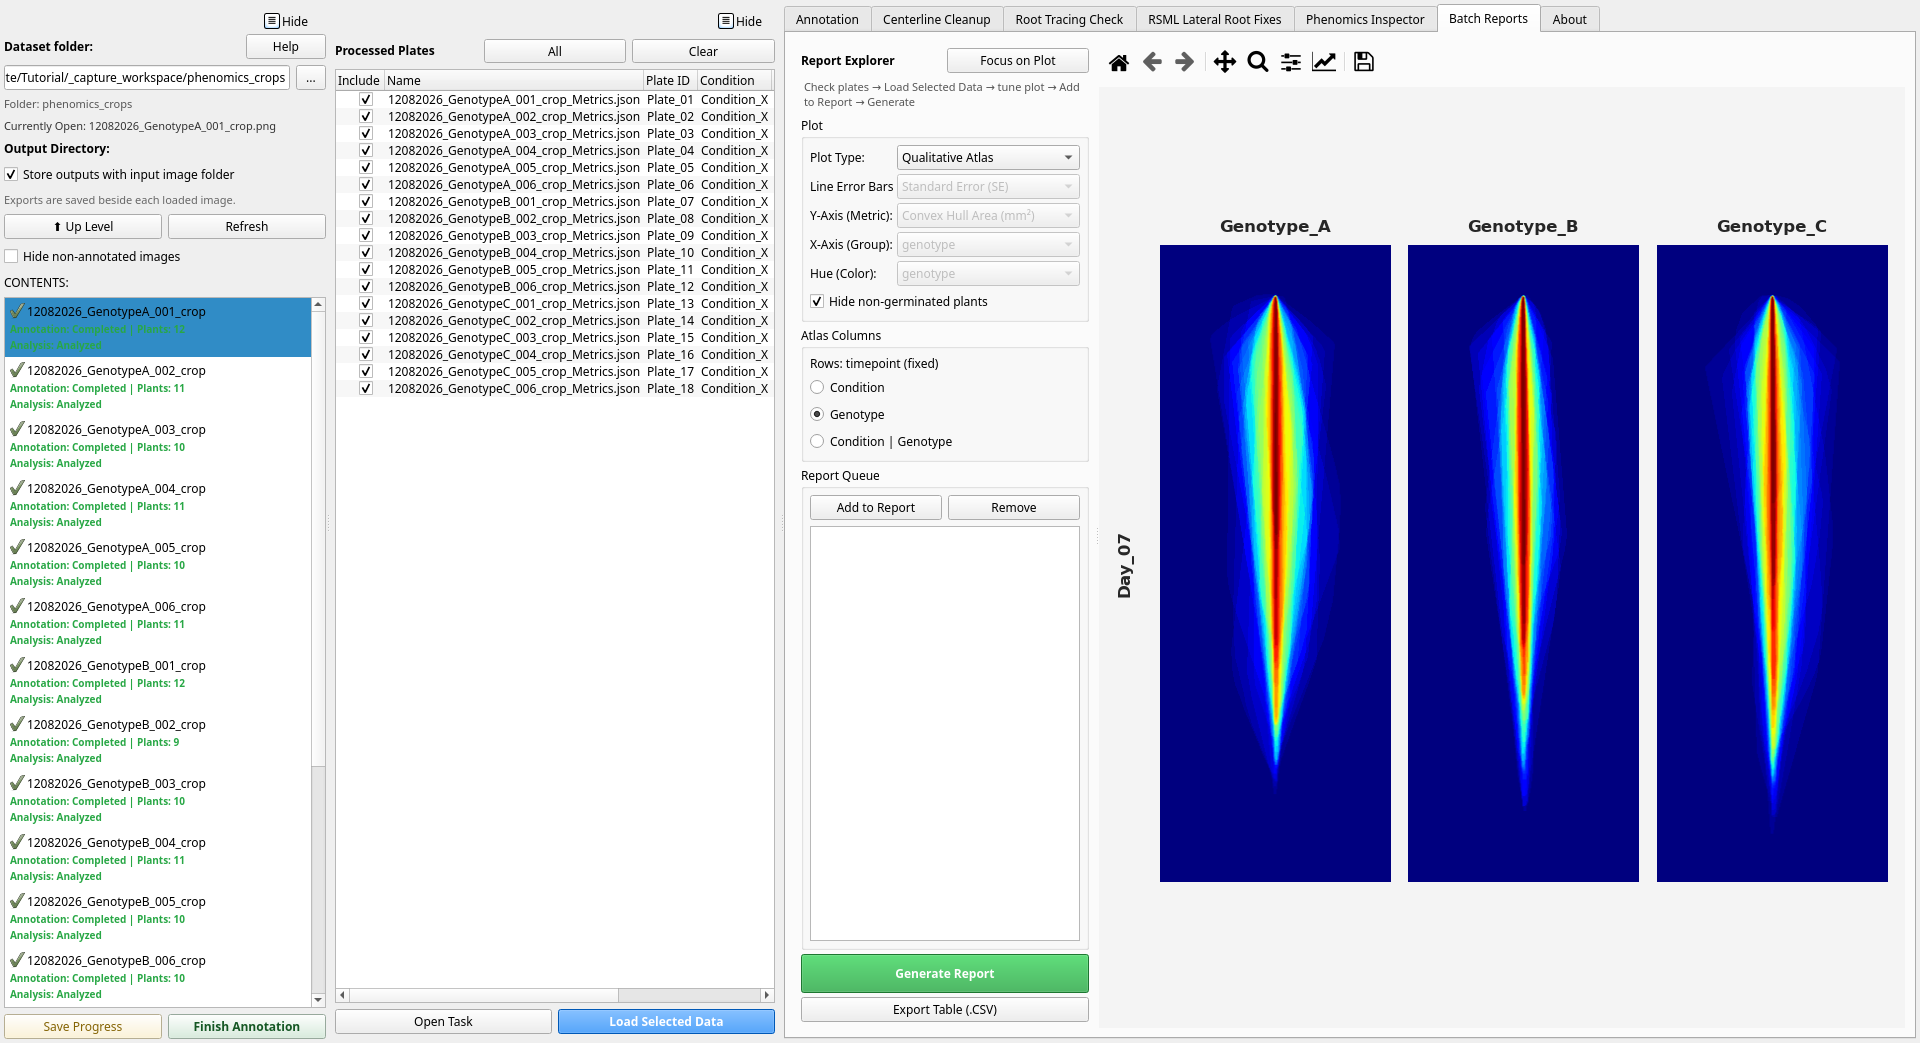 Hide
Dataset folder:
Help
te/Tutorial/_capture_workspace/phenomics_crops
...
Folder: phenomics_crops
Currently Open: 12082026_GenotypeA_001_crop.png
Output Directory:
Store outputs with input image folder
Exports are saved beside each loaded image.
Up Level
Refresh
Hide non-annotated images
CONTENTS:
12082026_GenotypeA_001_crop
Annotation: Completed | Plants: 12
Analysis: Analyzed
12082026_GenotypeA_002_crop
Annotation: Completed | Plants: 11
Analysis: Analyzed
12082026_GenotypeA_003_crop
Annotation: Completed | Plants: 10
Analysis: Analyzed
12082026_GenotypeA_004_crop
Annotation: Completed | Plants: 11
Analysis: Analyzed
12082026_GenotypeA_005_crop
Annotation: Completed | Plants: 10
Analysis: Analyzed
12082026_GenotypeA_006_crop
Annotation: Completed | Plants: 11
Analysis: Analyzed
12082026_GenotypeB_001_crop
Annotation: Completed | Plants: 12
Analysis: Analyzed
12082026_GenotypeB_002_crop
Annotation: Completed | Plants: 9
Analysis: Analyzed
12082026_GenotypeB_003_crop
Annotation: Completed | Plants: 10
Analysis: Analyzed
12082026_GenotypeB_004_crop
Annotation: Completed | Plants: 11
Analysis: Analyzed
12082026_GenotypeB_005_crop
Annotation: Completed | Plants: 10
Analysis: Analyzed
12082026_GenotypeB_006_crop
Annotation: Completed | Plants: 10
Analysis: Analyzed
Save Progress
Finish Annotation
Hide
Processed Plates
All
Clear
Include Name Plate ID Condition
12082026_GenotypeA_001_crop_Metrics.json Plate_01 Condition_X
12082026_GenotypeA_002_crop_Metrics.json Plate_02 Condition_X
12082026_GenotypeA_003_crop_Metrics.json Plate_03 Condition_X
12082026_GenotypeA_004_crop_Metrics.json Plate_04 Condition_X
12082026_GenotypeA_005_crop_Metrics.json Plate_05 Condition_X
12082026_GenotypeA_006_crop_Metrics.json Plate_06 Condition_X
12082026_GenotypeB_001_crop_Metrics.json Plate_07 Condition_X
12082026_GenotypeB_002_crop_Metrics.json Plate_08 Condition_X
12082026_GenotypeB_003_crop_Metrics.json Plate_09 Condition_X
12082026_GenotypeB_004_crop_Metrics.json Plate_10 Condition_X
12082026_GenotypeB_005_crop_Metrics.json Plate_11 Condition_X
12082026_GenotypeB_006_crop_Metrics.json Plate_12 Condition_X
12082026_GenotypeC_001_crop_Metrics.json Plate_13 Condition_X
12082026_GenotypeC_002_crop_Metrics.json Plate_14 Condition_X
12082026_GenotypeC_003_crop_Metrics.json Plate_15 Condition_X
12082026_GenotypeC_004_crop_Metrics.json Plate_16 Condition_X
12082026_GenotypeC_005_crop_Metrics.json Plate_17 Condition_X
12082026_GenotypeC_006_crop_Metrics.json Plate_18 Condition_X
Open Task
Load Selected Data
Annotation
Centerline Cleanup
Root Tracing Check
RSML Lateral Root Fixes
Phenomics Inspector
Batch Reports
About
Report Explorer
Focus on Plot
Check plates → Load Selected Data → tune plot → Add
to Report → Generate
Plot
Plot Type: Qualitative Atlas
Line Error Bars Standard Error (SE)
Y-Axis (Metric): Convex Hull Area (mm²)
X-Axis (Group): genotype
Hue (Color): genotype
Hide non-germinated plants
Atlas Columns
Rows: timepoint (fixed)
Condition
Genotype
Condition | Genotype
Report Queue
Add to Report
Remove
Generate Report
Export Table (.CSV)
Genotype_A
Genotype_B
Genotype_C
Day_07